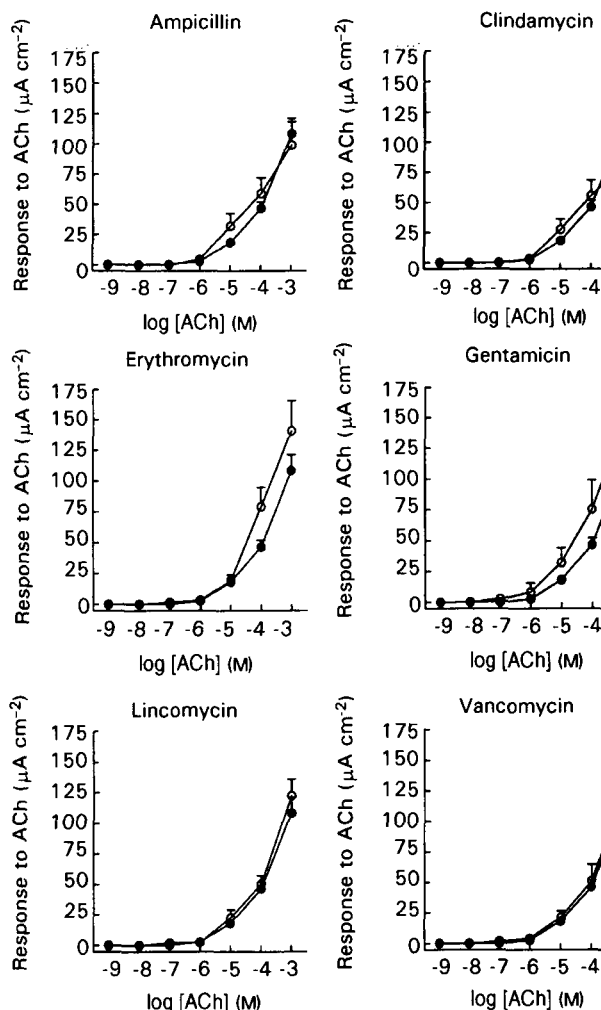 Ampicillin
Response to ACh (μA cm⁻²)
175
150
125
100
75
50
25
0
-9 -8 -7 -6 -5 -4 -3
log [ACh] (M)
Clindamycin
Response to ACh (μA cm⁻²)
175
150
125
100
75
50
25
0
-9 -8 -7 -6 -5 -4
log [ACh] (M)
Erythromycin
Response to ACh (μA cm⁻²)
175
150
125
100
75
50
25
0
-9 -8 -7 -6 -5 -4 -3
log [ACh] (M)
Gentamicin
Response to ACh (μA cm⁻²)
175
150
125
100
75
50
25
0
-9 -8 -7 -6 -5 -4
log [ACh] (M)
Lincomycin
Response to ACh (μA cm⁻²)
175
150
125
100
75
50
25
0
-9 -8 -7 -6 -5 -4 -3
log [ACh] (M)
Vancomycin
Response to ACh (μA cm⁻²)
175
150
125
100
75
50
25
0
-9 -8 -7 -6 -5 -4
log [ACh] (M)